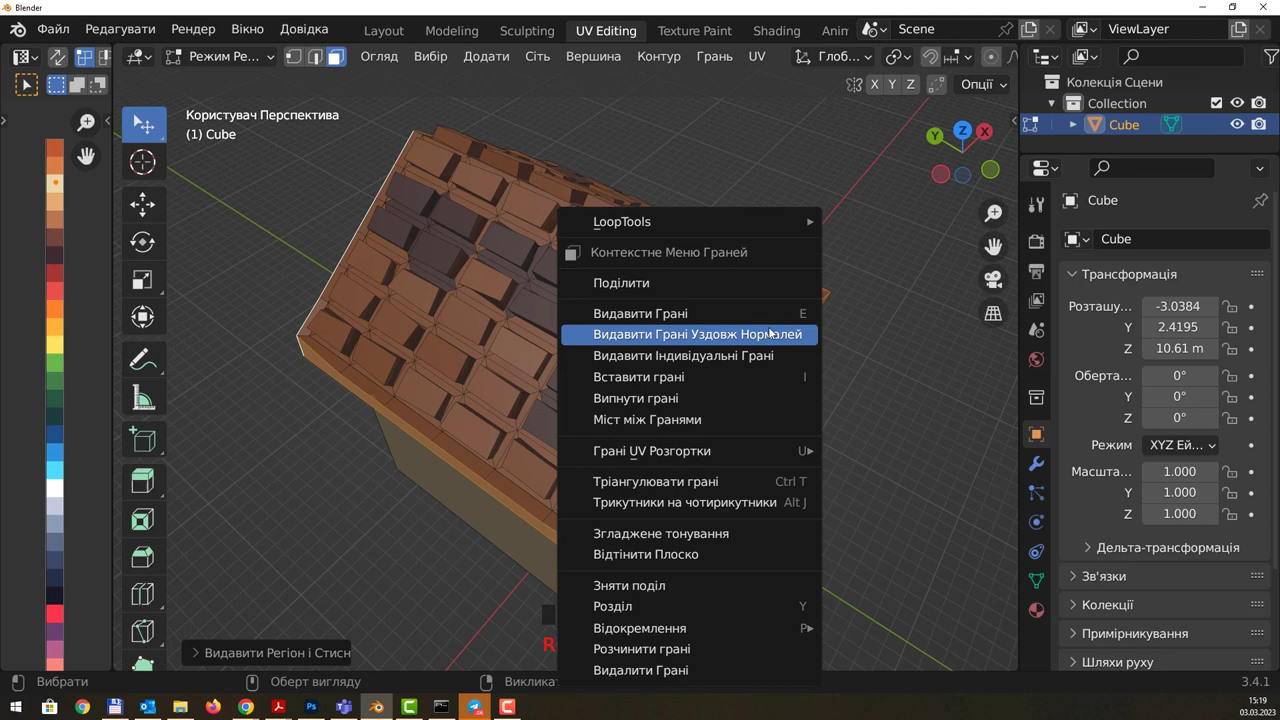 Blender
Файл Редагувати Рендер Вікно Довідка Layout Modeling Sculpting UV Editing Texture Paint Shading Anim Scene ViewLayer
Режим Ре... Огляд Вибір Додати Сіть Вершина Контур Грань UV Глоб...
X Y Z Опції
Користувач Перспектива
(1) Cube
Y Z X
Колекція Сцени
Collection
Cube
Cube
Cube
Трансформація
Розташу... -3.0384
Y 2.4195
Z 10.61 m
Оберта... 0°
Y 0°
Z 0°
Режим XYZ Ей...
Масшта... 1.000
Y 1.000
Z 1.000
Дельта-трансформація
Зв'язки
Колекції
Примірникування
Шляхи руху
LoopTools
Контекстне Меню Граней
Поділити
Видавити Грані E
Видавити Грані Уздовж Нормалей
Видавити Індивідуальні Грані
Вставити грані I
Випнути грані
Міст між Гранями
Грані UV Розгортки U
Тріангулювати грані Ctrl T
Трикутники на чотирикутники Alt J
Згладжене тонування
Відтінити Плоско
Зняти поділ
Розділ Y
Відокремлення P
Розчинити грані
Видалити Грані
Видавити Регіон і Стисн
R
Вибрати Оберт вигляду Викликат 3.4.1
15:19
03.03.2023